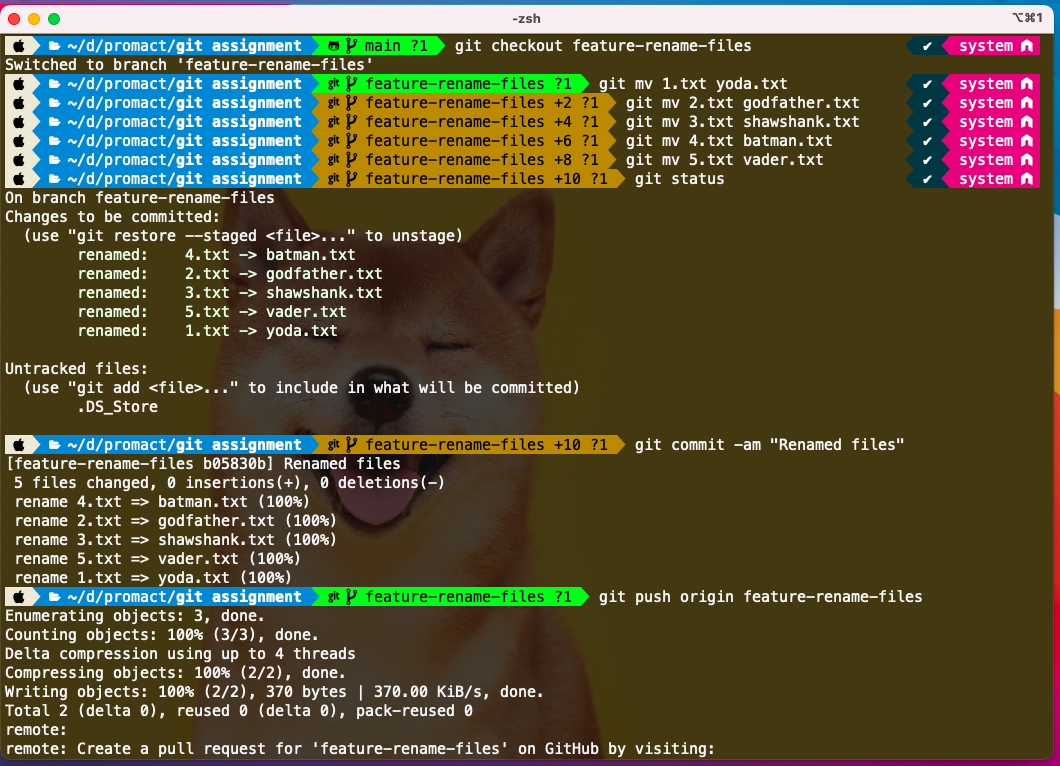 -zsh
⌥⌘1
~/d/promact/git assignment main ?1 git checkout feature-rename-files ✔ system
Switched to branch 'feature-rename-files'
~/d/promact/git assignment git feature-rename-files ?1 git mv 1.txt yoda.txt ✔ system
~/d/promact/git assignment git feature-rename-files +2 ?1 git mv 2.txt godfather.txt ✔ system
~/d/promact/git assignment git feature-rename-files +4 ?1 git mv 3.txt shawshank.txt ✔ system
~/d/promact/git assignment git feature-rename-files +6 ?1 git mv 4.txt batman.txt ✔ system
~/d/promact/git assignment git feature-rename-files +8 ?1 git mv 5.txt vader.txt ✔ system
~/d/promact/git assignment git feature-rename-files +10 ?1 git status ✔ system
On branch feature-rename-files
Changes to be committed:
(use "git restore --staged <file>..." to unstage)
renamed: 4.txt -> batman.txt
renamed: 2.txt -> godfather.txt
renamed: 3.txt -> shawshank.txt
renamed: 5.txt -> vader.txt
renamed: 1.txt -> yoda.txt
Untracked files:
(use "git add <file>..." to include in what will be committed)
.DS_Store
~/d/promact/git assignment git feature-rename-files +10 ?1 git commit -am "Renamed files"
[feature-rename-files b05830b] Renamed files
5 files changed, 0 insertions(+), 0 deletions(-)
rename 4.txt => batman.txt (100%)
rename 2.txt => godfather.txt (100%)
rename 3.txt => shawshank.txt (100%)
rename 5.txt => vader.txt (100%)
rename 1.txt => yoda.txt (100%)
~/d/promact/git assignment git feature-rename-files ?1 git push origin feature-rename-files
Enumerating objects: 3, done.
Counting objects: 100% (3/3), done.
Delta compression using up to 4 threads
Compressing objects: 100% (2/2), done.
Writing objects: 100% (2/2), 370 bytes | 370.00 KiB/s, done.
Total 2 (delta 0), reused 0 (delta 0), pack-reused 0
remote:
remote: Create a pull request for 'feature-rename-files' on GitHub by visiting: